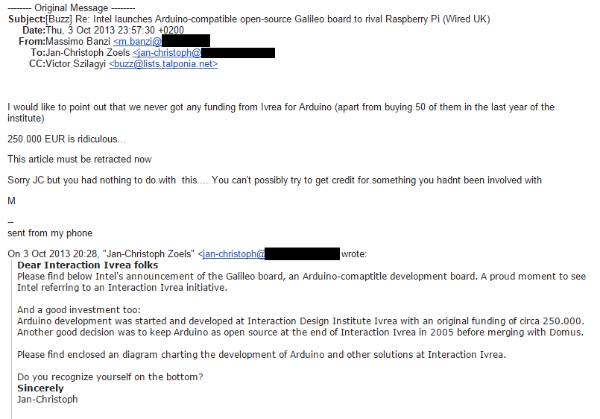 -------- Original Message --------
Subject:[Buzz] Re: Intel launches Arduino-compatible open-source Galileo board to rival Raspberry Pi (Wired UK)
Date:Thu, 3 Oct 2013 23:57:30 +0200
From:Massimo Banzi <m.banzi@
To:Jan-Christoph Zoels <jan-christoph@
CC:Victor Szilagyi <buzz@lists.talponia.net>
I would like to point out that we never got any funding from Ivrea for Arduino (apart from buying 50 of them in the last year of the
institute)
250.000 EUR is ridiculous...
This article must be retracted now
Sorry JC but you had nothing to do with  this.... You can't possibly try to get credit for something you hadnt been involved with
M
--
sent from my phone
On 3 Oct 2013 20:28, "Jan-Christoph Zoels" <jan-christoph@ wrote:
Dear Interaction Ivrea folks
Please find below Intel's announcement of the Galileo board, an Arduino-comaptitle development board. A proud moment to see
Intel referring to an Interaction Ivrea initiative.
And a good investment too:
Arduino development was started and developed at Interaction Design Institute Ivrea with an original funding of circa 250.000.
Another good decision was to keep Arduino as open source at the end of Interaction Ivrea in 2005 before merging with Domus.
Please find enclosed an diagram charting the development of Arduino and other solutions at Interaction Ivrea.
Do you recognize yourself on the bottom?
Sincerely
Jan-Christoph